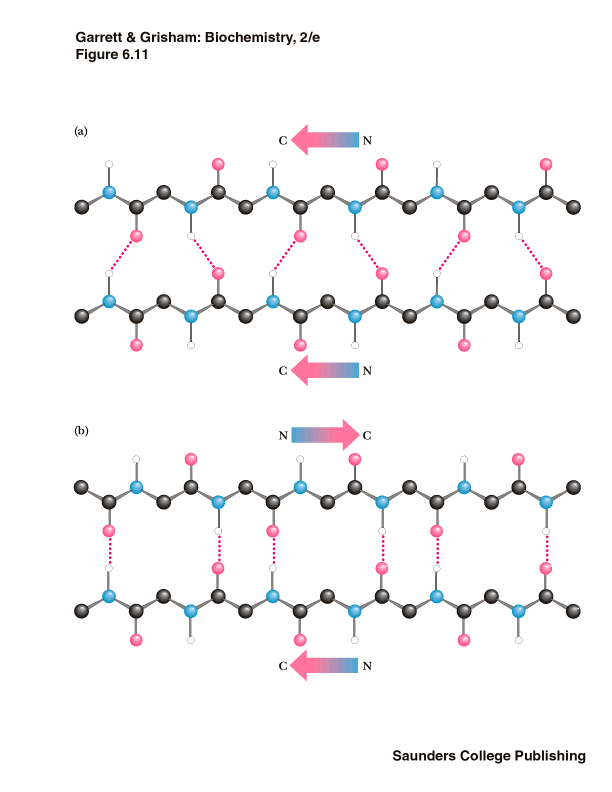 Garrett & Grisham: Biochemistry, 2/e
Figure 6.11
(a)
C N
C N
(b)
N C
C N
Saunders College Publishing